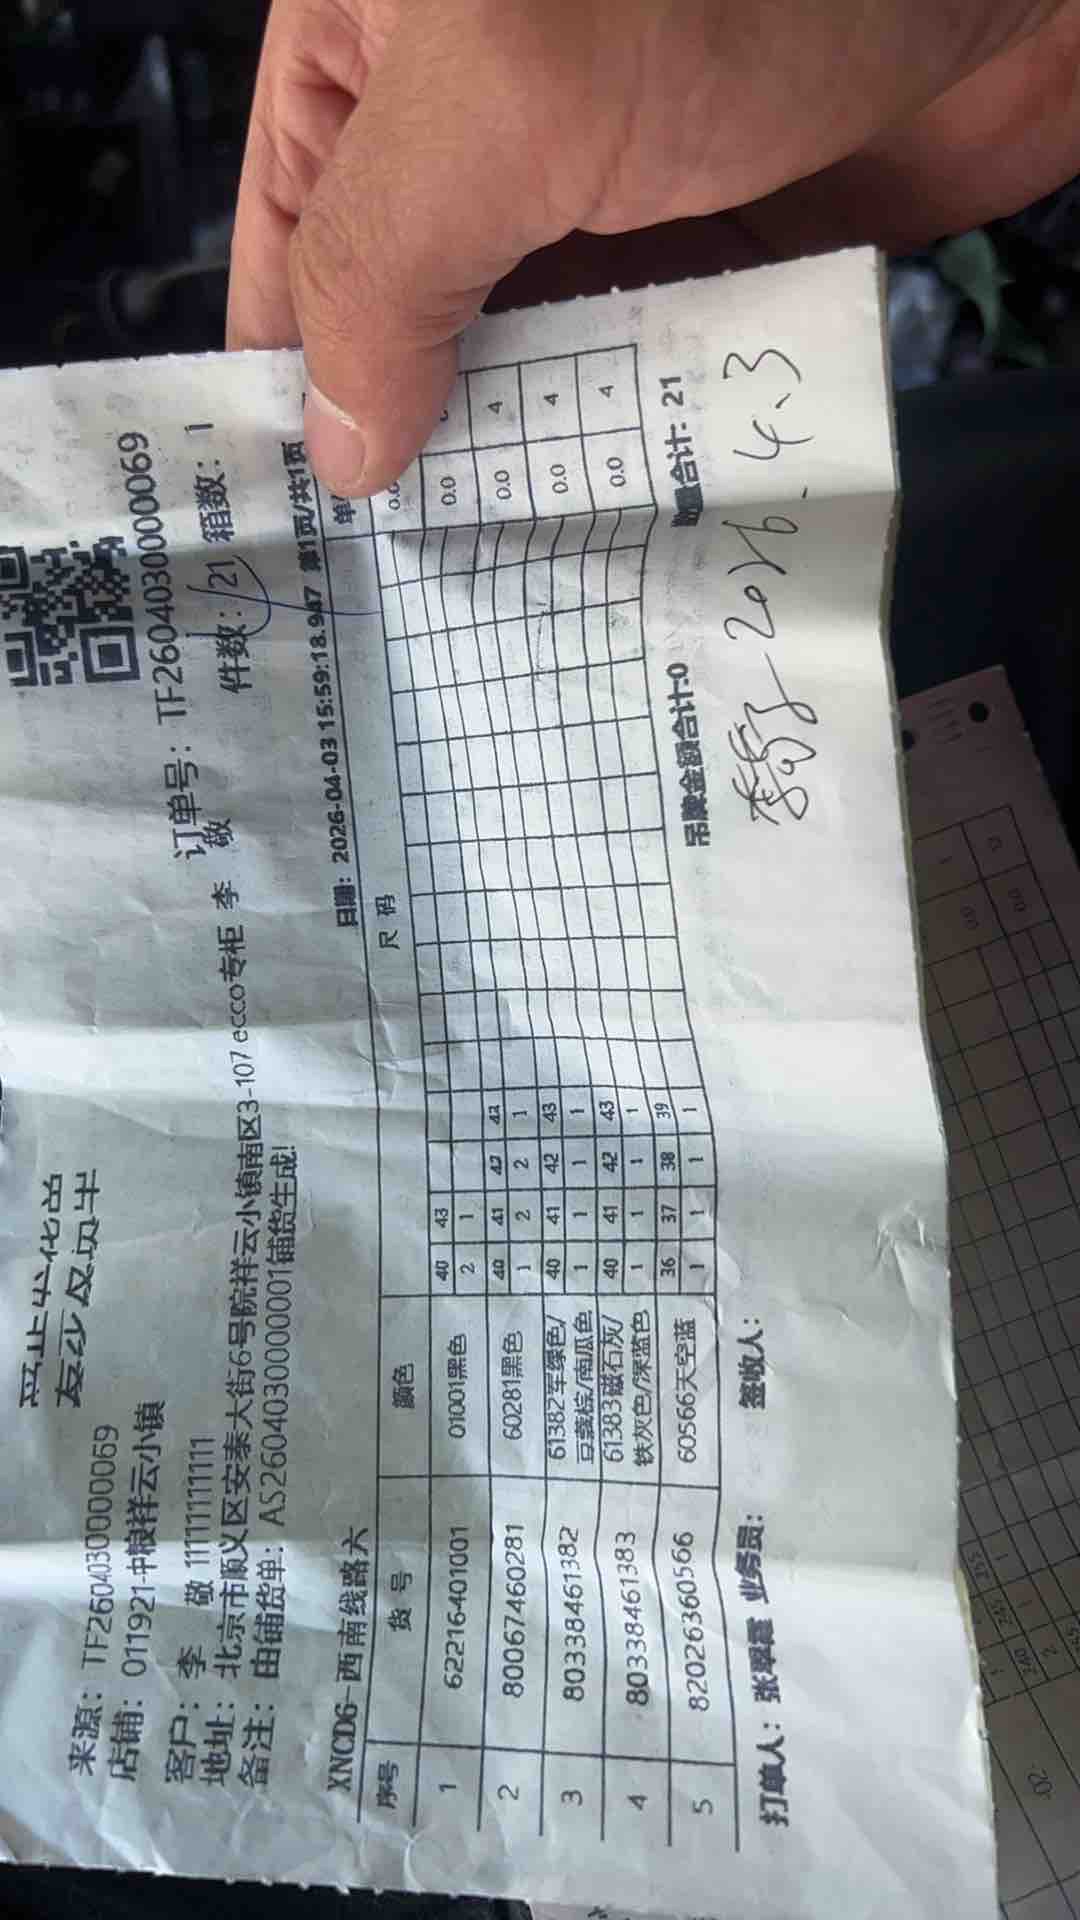 来源：TF26040300000069
订单号：TF26040300000069
店铺：011921-中粮祥云小镇
件数：21 箱数：1
客户：李 敬 11111111111
地址：北京市顺义区安泰大街6号院祥云小镇南区3-107 ecco专柜 李 敬
备注：由铺货单：AS26040300000001铺货生成!
XNCD6-西南线路六 日期：2026-04-03 15:59:18.947 第1页/共1页
序号 货号 颜色 尺码 单
0.0
1 62216401001 01001黑色 40 43 0.0
2 1
2 80067460281 60281黑色 40 41 42 42 0.0 4
1 2 2 1
3 80338461382 61382军绿色/豆蔻棕/南瓜色 40 41 42 43 0.0 4
1 1 1 1
4 80338461383 61383磁石灰/铁灰色/深蓝色 40 41 42 43 0.0 4
1 1 1 1
5 82026360566 60566天空蓝 36 37 38 39
1 1 1 1
吊牌金额合计:0 数量合计：21
打单人：张翠霞 业务员： 签收人：
2026.4.3